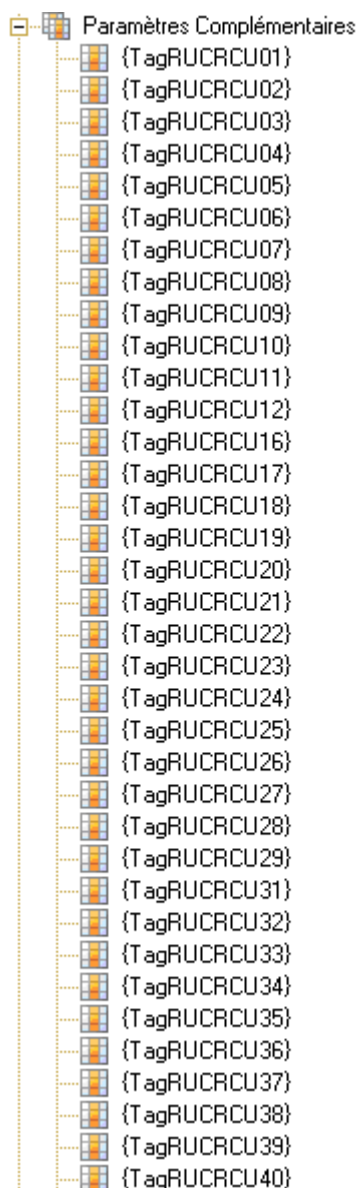 Paramètres Complémentaires
{TagRUCRCU01}
{TagRUCRCU02}
{TagRUCRCU03}
{TagRUCRCU04}
{TagRUCRCU05}
{TagRUCRCU06}
{TagRUCRCU07}
{TagRUCRCU08}
{TagRUCRCU09}
{TagRUCRCU10}
{TagRUCRCU11}
{TagRUCRCU12}
{TagRUCRCU16}
{TagRUCRCU17}
{TagRUCRCU18}
{TagRUCRCU19}
{TagRUCRCU20}
{TagRUCRCU21}
{TagRUCRCU22}
{TagRUCRCU23}
{TagRUCRCU24}
{TagRUCRCU25}
{TagRUCRCU26}
{TagRUCRCU27}
{TagRUCRCU28}
{TagRUCRCU29}
{TagRUCRCU31}
{TagRUCRCU32}
{TagRUCRCU33}
{TagRUCRCU34}
{TagRUCRCU35}
{TagRUCRCU36}
{TagRUCRCU37}
{TagRUCRCU38}
{TagRUCRCU39}
{TagRUCRCU40}